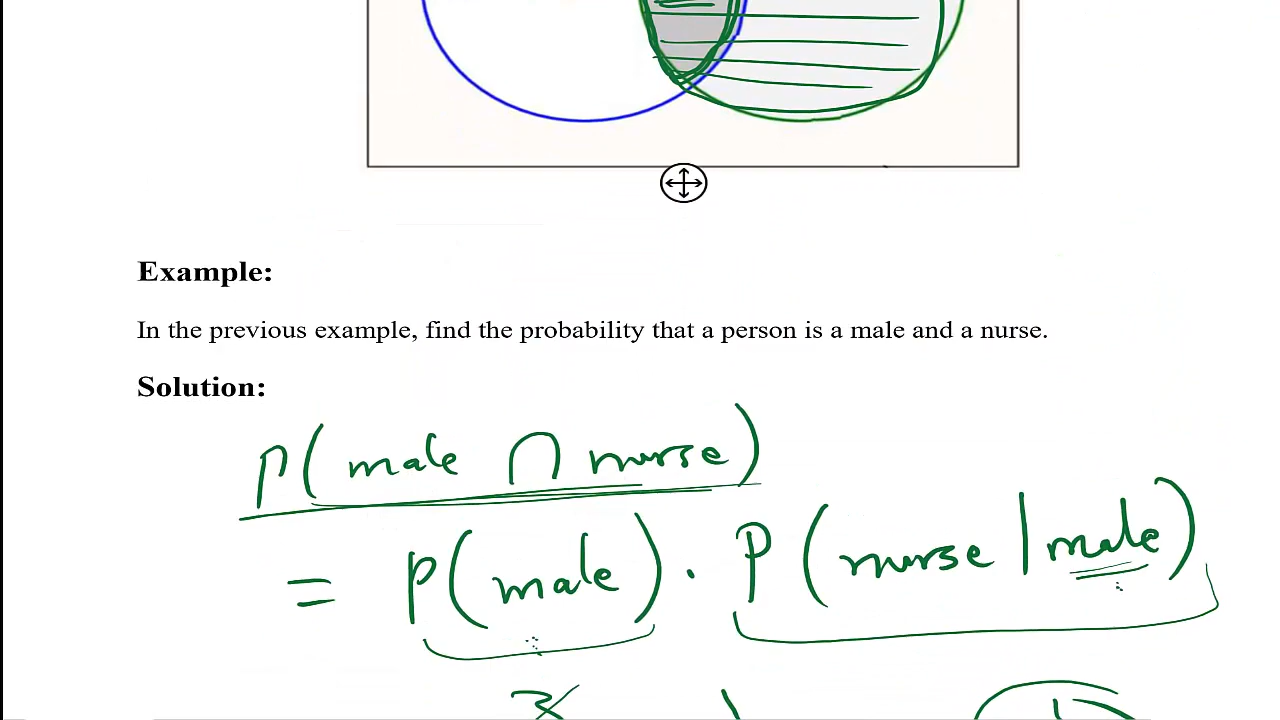 Example:
In the previous example, find the probability that a person is a male and a nurse.
Solution:
P( male ∩ nurse)
= P(male) · P(nurse | male)